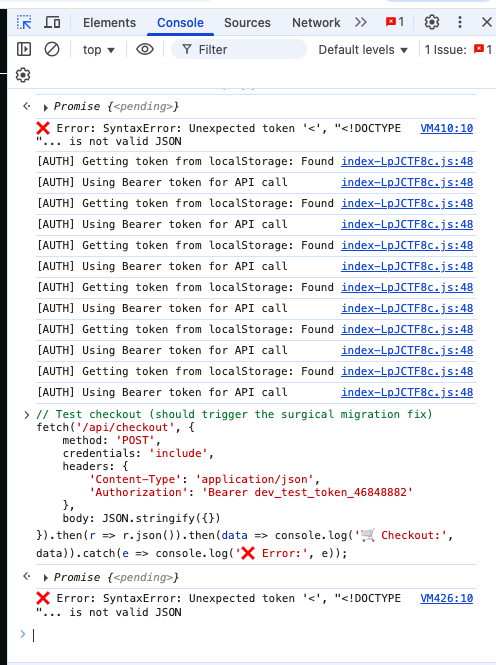 Elements Console Sources Network >> 1
top Filter Default levels 1 Issue: 1
Promise {<pending>}
❌ Error: SyntaxError: Unexpected token '<', "<!DOCTYPE VM410:10
"... is not valid JSON
[AUTH] Getting token from localStorage: Found index-LpJCTF8c.js:48
[AUTH] Using Bearer token for API call index-LpJCTF8c.js:48
[AUTH] Getting token from localStorage: Found index-LpJCTF8c.js:48
[AUTH] Using Bearer token for API call index-LpJCTF8c.js:48
[AUTH] Getting token from localStorage: Found index-LpJCTF8c.js:48
[AUTH] Using Bearer token for API call index-LpJCTF8c.js:48
[AUTH] Getting token from localStorage: Found index-LpJCTF8c.js:48
[AUTH] Using Bearer token for API call index-LpJCTF8c.js:48
[AUTH] Getting token from localStorage: Found index-LpJCTF8c.js:48
[AUTH] Using Bearer token for API call index-LpJCTF8c.js:48
[AUTH] Getting token from localStorage: Found index-LpJCTF8c.js:48
[AUTH] Using Bearer token for API call index-LpJCTF8c.js:48
> // Test checkout (should trigger the surgical migration fix)
fetch('/api/checkout', {
    method: 'POST',
    credentials: 'include',
    headers: {
        'Content-Type': 'application/json',
        'Authorization': 'Bearer dev_test_token_46848882'
    },
    body: JSON.stringify({})
}).then(r => r.json()).then(data => console.log('🛒 Checkout:',
data)).catch(e => console.log('❌ Error:', e));
Promise {<pending>}
❌ Error: SyntaxError: Unexpected token '<', "<!DOCTYPE VM426:10
"... is not valid JSON
>